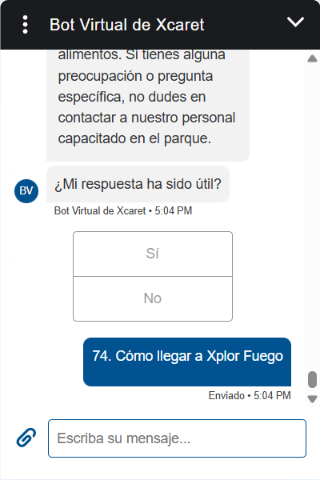 Bot Virtual de Xcaret
alimentos. Si tienes alguna
preocupación o pregunta
específica, no dudes en
contactar a nuestro personal
capacitado en el parque.
¿Mi respuesta ha sido útil?
BV
Bot Virtual de Xcaret • 5:04 PM
Sí
No
74. Cómo llegar a Xplor Fuego
Enviado • 5:04 PM
Escriba su mensaje...